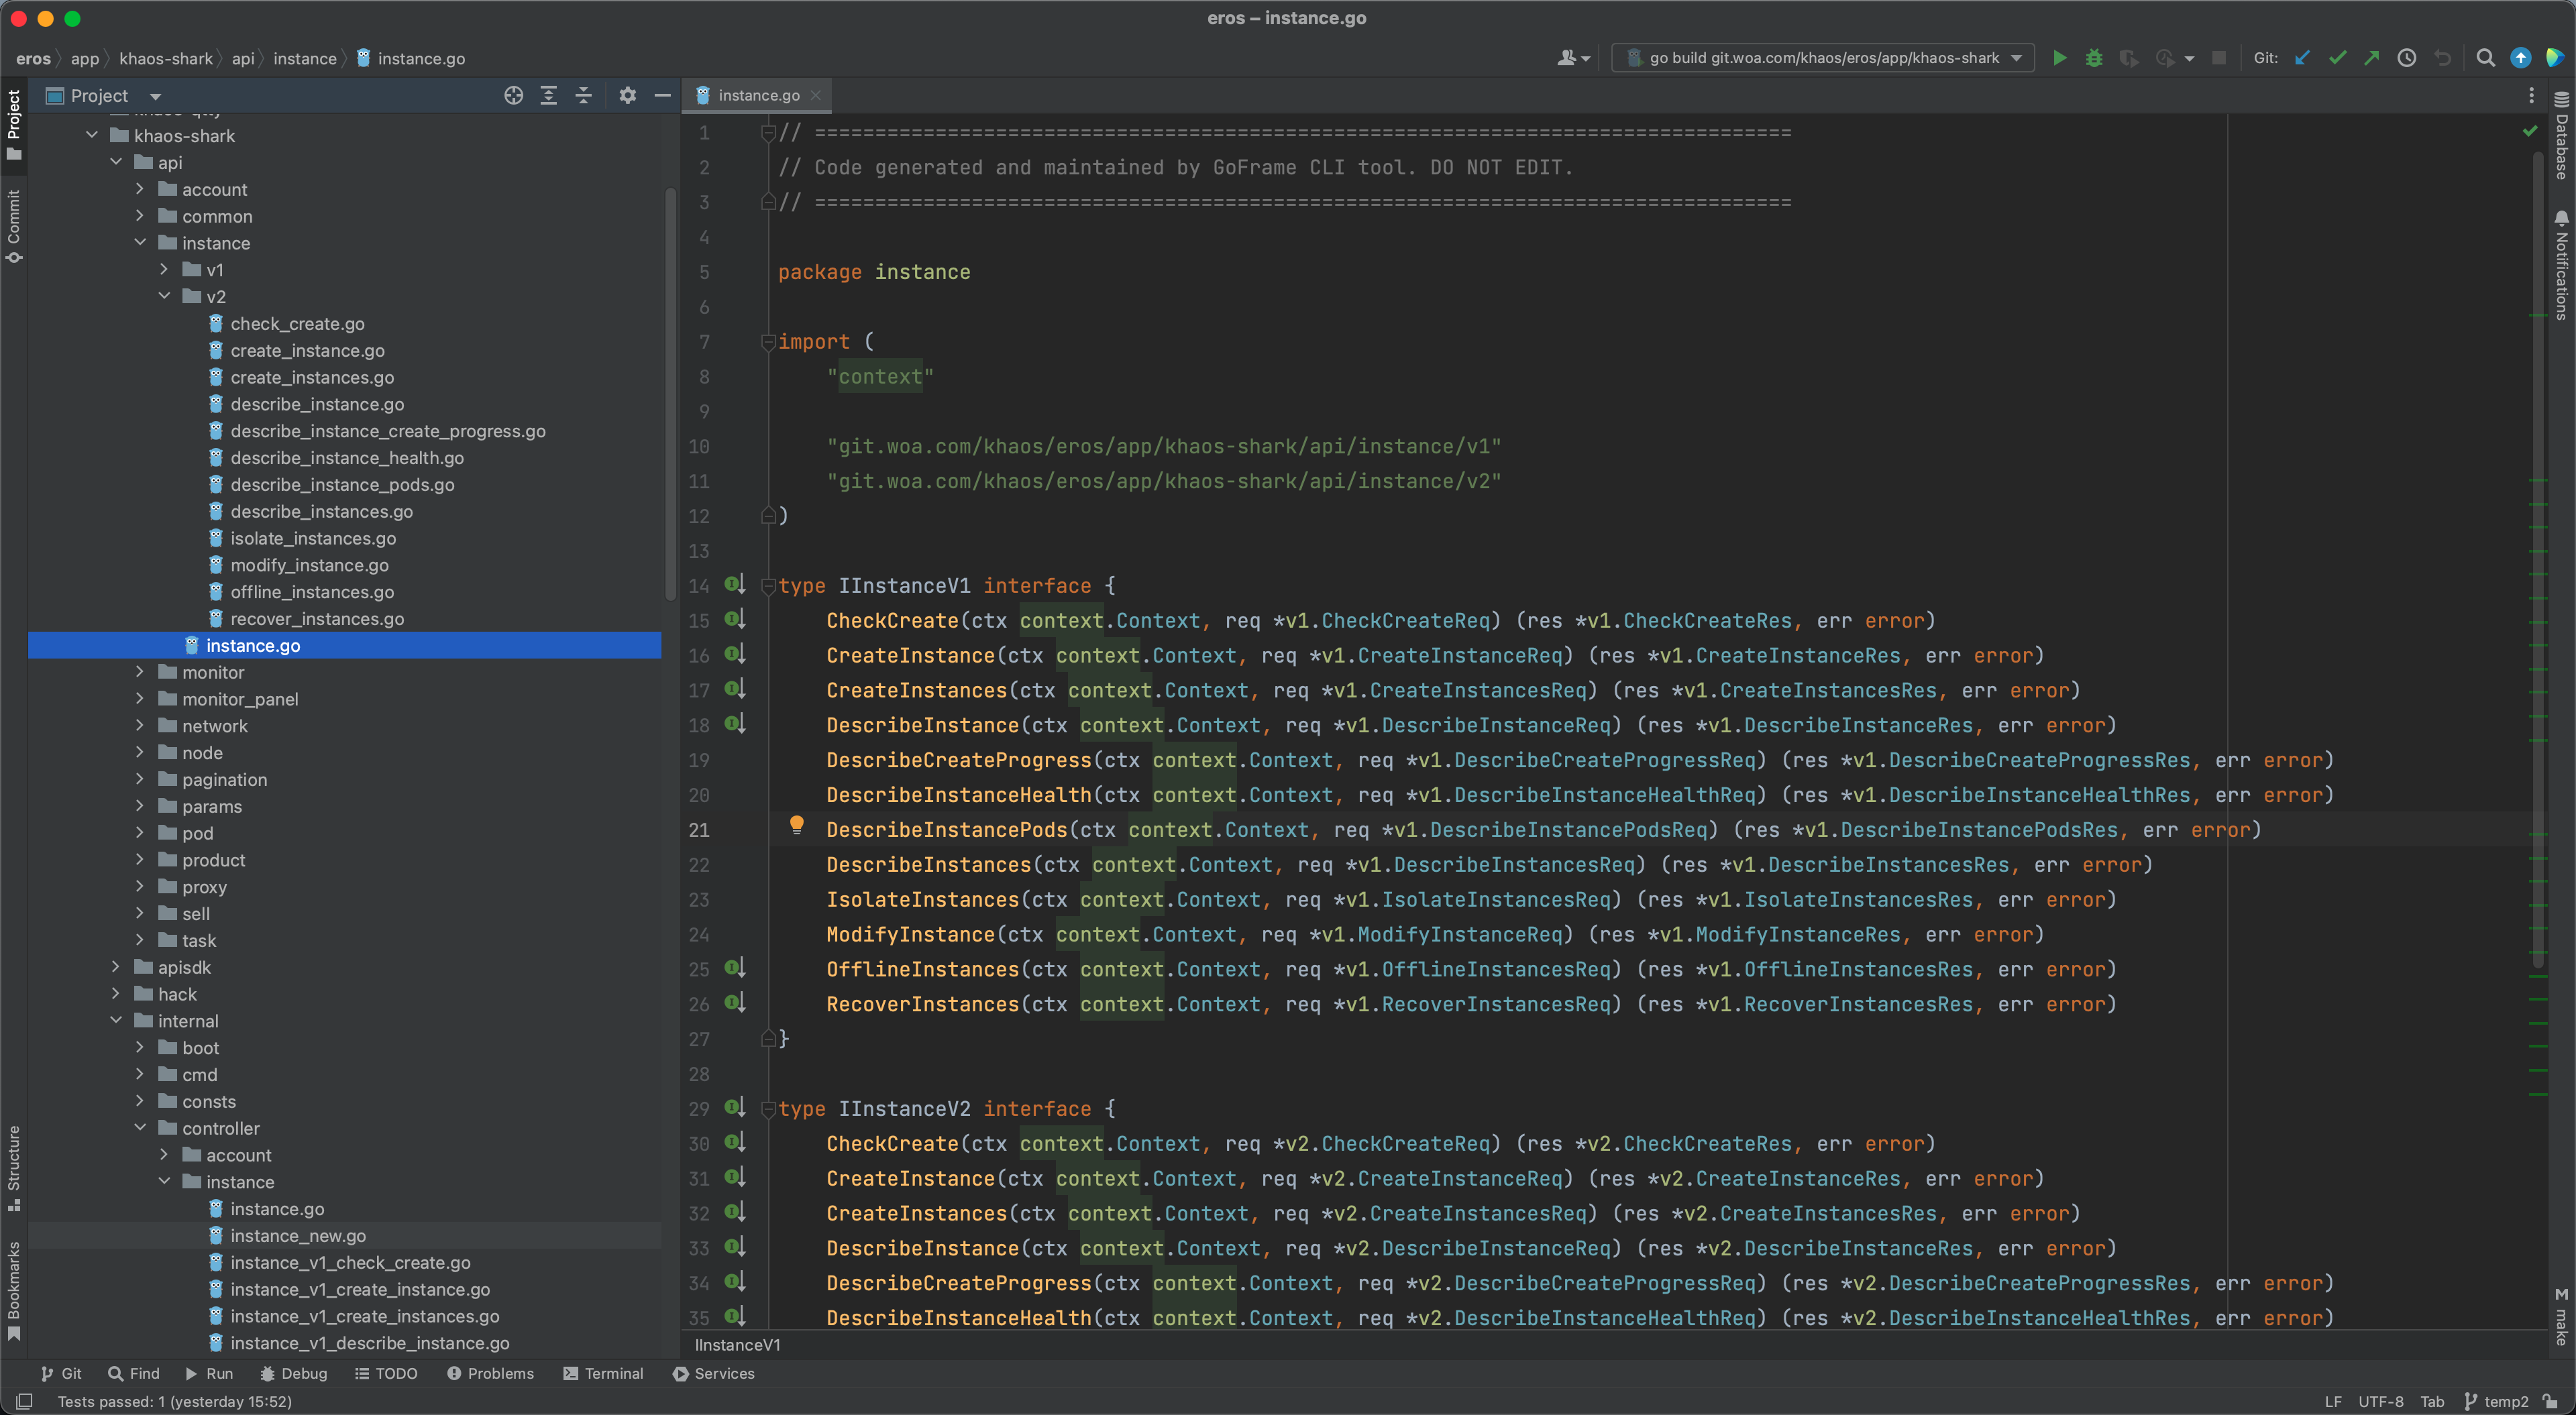 eros – instance.go
eros app khaos-shark api instance instance.go
go build git.woa.com/khaos/eros/app/khaos-shark
Git:
Project
Project
Commit
Structure
Bookmarks
khaos-shark
api
account
common
instance
v1
v2
check_create.go
create_instance.go
create_instances.go
describe_instance.go
describe_instance_create_progress.go
describe_instance_health.go
describe_instance_pods.go
describe_instances.go
isolate_instances.go
modify_instance.go
offline_instances.go
recover_instances.go
instance.go
monitor
monitor_panel
network
node
pagination
params
pod
product
proxy
sell
task
apisdk
hack
internal
boot
cmd
consts
controller
account
instance
instance.go
instance_new.go
instance_v1_check_create.go
instance_v1_create_instance.go
instance_v1_create_instances.go
instance_v1_describe_instance.go
instance.go
1 // =================================================================================
2 // Code generated and maintained by GoFrame CLI tool. DO NOT EDIT.
3 // =================================================================================
4
5 package instance
6
7 import (
8 "context"
9
10 "git.woa.com/khaos/eros/app/khaos-shark/api/instance/v1"
11 "git.woa.com/khaos/eros/app/khaos-shark/api/instance/v2"
12 )
13
14 type IInstanceV1 interface {
15 CheckCreate(ctx context.Context, req *v1.CheckCreateReq) (res *v1.CheckCreateRes, err error)
16 CreateInstance(ctx context.Context, req *v1.CreateInstanceReq) (res *v1.CreateInstanceRes, err error)
17 CreateInstances(ctx context.Context, req *v1.CreateInstancesReq) (res *v1.CreateInstancesRes, err error)
18 DescribeInstance(ctx context.Context, req *v1.DescribeInstanceReq) (res *v1.DescribeInstanceRes, err error)
19 DescribeCreateProgress(ctx context.Context, req *v1.DescribeCreateProgressReq) (res *v1.DescribeCreateProgressRes, err error)
20 DescribeInstanceHealth(ctx context.Context, req *v1.DescribeInstanceHealthReq) (res *v1.DescribeInstanceHealthRes, err error)
21 DescribeInstancePods(ctx context.Context, req *v1.DescribeInstancePodsReq) (res *v1.DescribeInstancePodsRes, err error)
22 DescribeInstances(ctx context.Context, req *v1.DescribeInstancesReq) (res *v1.DescribeInstancesRes, err error)
23 IsolateInstances(ctx context.Context, req *v1.IsolateInstancesReq) (res *v1.IsolateInstancesRes, err error)
24 ModifyInstance(ctx context.Context, req *v1.ModifyInstanceReq) (res *v1.ModifyInstanceRes, err error)
25 OfflineInstances(ctx context.Context, req *v1.OfflineInstancesReq) (res *v1.OfflineInstancesRes, err error)
26 RecoverInstances(ctx context.Context, req *v1.RecoverInstancesReq) (res *v1.RecoverInstancesRes, err error)
27 }
28
29 type IInstanceV2 interface {
30 CheckCreate(ctx context.Context, req *v2.CheckCreateReq) (res *v2.CheckCreateRes, err error)
31 CreateInstance(ctx context.Context, req *v2.CreateInstanceReq) (res *v2.CreateInstanceRes, err error)
32 CreateInstances(ctx context.Context, req *v2.CreateInstancesReq) (res *v2.CreateInstancesRes, err error)
33 DescribeInstance(ctx context.Context, req *v2.DescribeInstanceReq) (res *v2.DescribeInstanceRes, err error)
34 DescribeCreateProgress(ctx context.Context, req *v2.DescribeCreateProgressReq) (res *v2.DescribeCreateProgressRes, err error)
35 DescribeInstanceHealth(ctx context.Context, req *v2.DescribeInstanceHealthReq) (res *v2.DescribeInstanceHealthRes, err error)
IInstanceV1
Database
Notifications
M make
Git Find Run Debug TODO Problems Terminal Services
Tests passed: 1 (yesterday 15:52)
LF UTF-8 Tab temp2